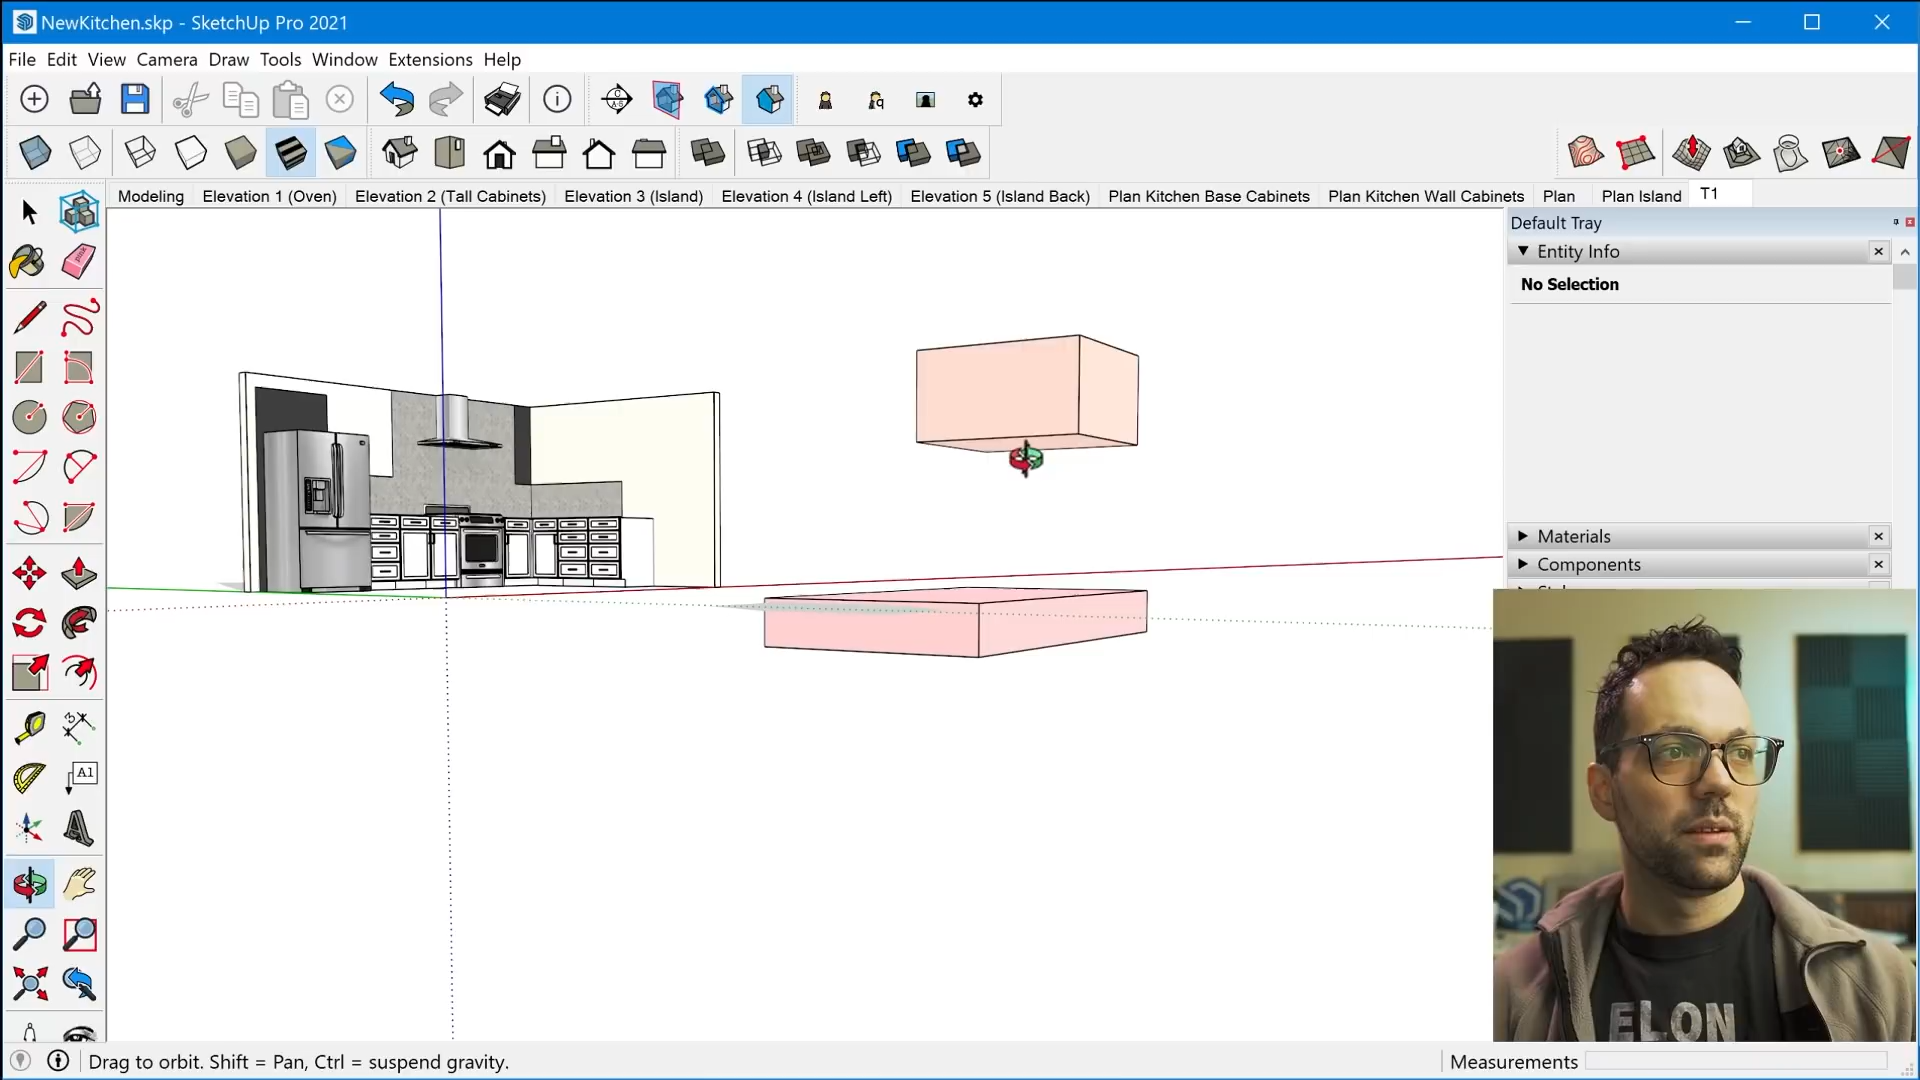 NewKitchen.skp - SketchUp Pro 2021
File Edit View Camera Draw Tools Window Extensions Help
Modeling Elevation 1 (Oven) Elevation 2 (Tall Cabinets) Elevation 3 (Island) Elevation 4 (Island Left) Elevation 5 (Island Back) Plan Kitchen Base Cabinets Plan Kitchen Wall Cabinets Plan Plan Island T1
Default Tray
Entity Info
No Selection
Materials
Components
A1
ELON
Drag to orbit. Shift = Pan, Ctrl = suspend gravity.
Measurements